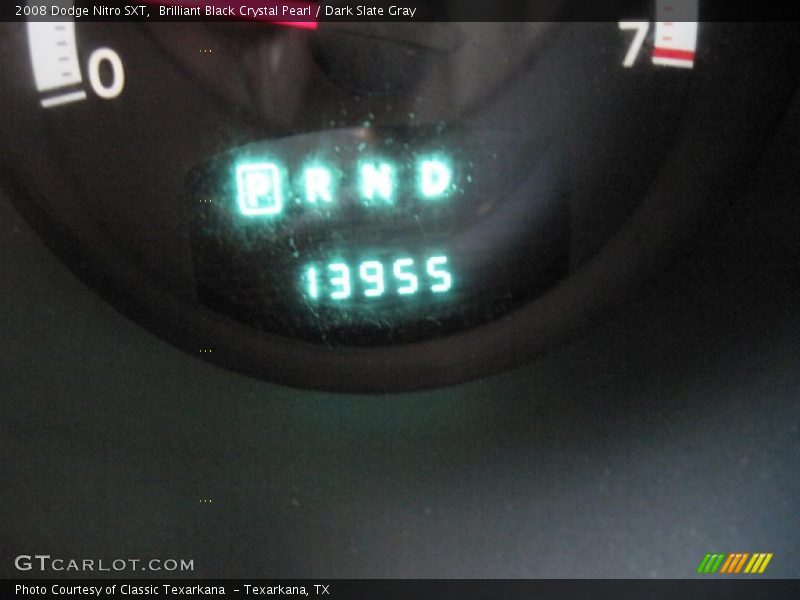 2008 Dodge Nitro SXT,  Brilliant Black Crystal Pearl / Dark Slate Gray
0
7
P R N D
13955
GTCARLOT.COM
Photo Courtesy of Classic Texarkana  - Texarkana, TX